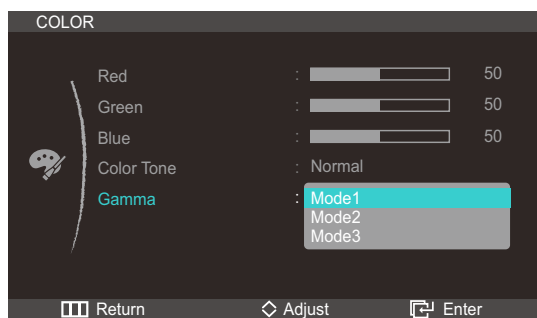 COLOR
Red : 50
Green : 50
Blue : 50
Color Tone : Normal
Gamma : Mode1
Mode2
Mode3
Return Adjust Enter